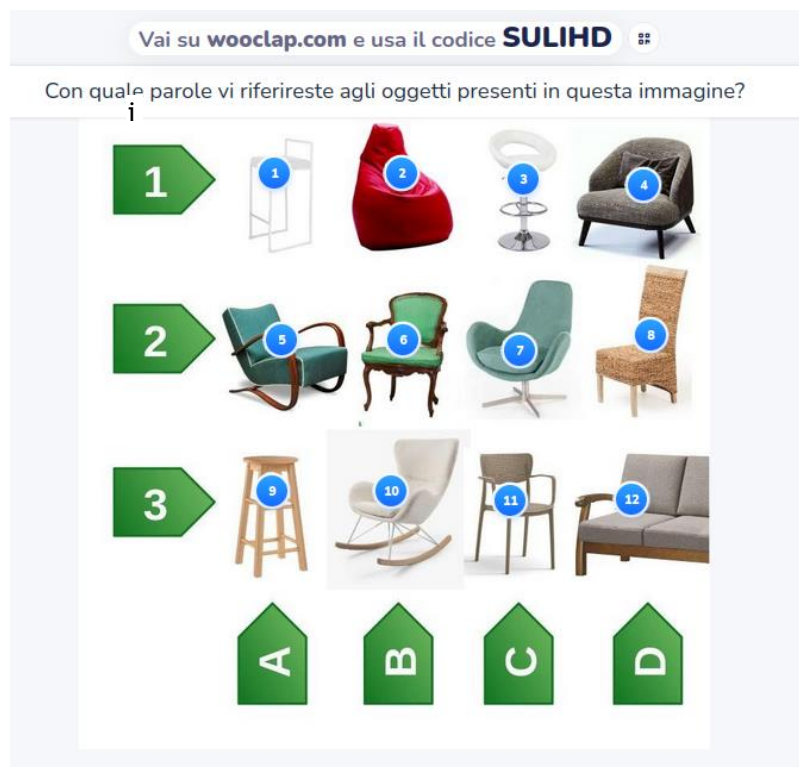 Vai su wooclap.com e usa il codice SULIHD
Con quale parole vi riferireste agli oggetti presenti in questa immagine?
i
1
1
2
3
4
2
5
6
7
8
3
9
10
11
12
A
B
C
D